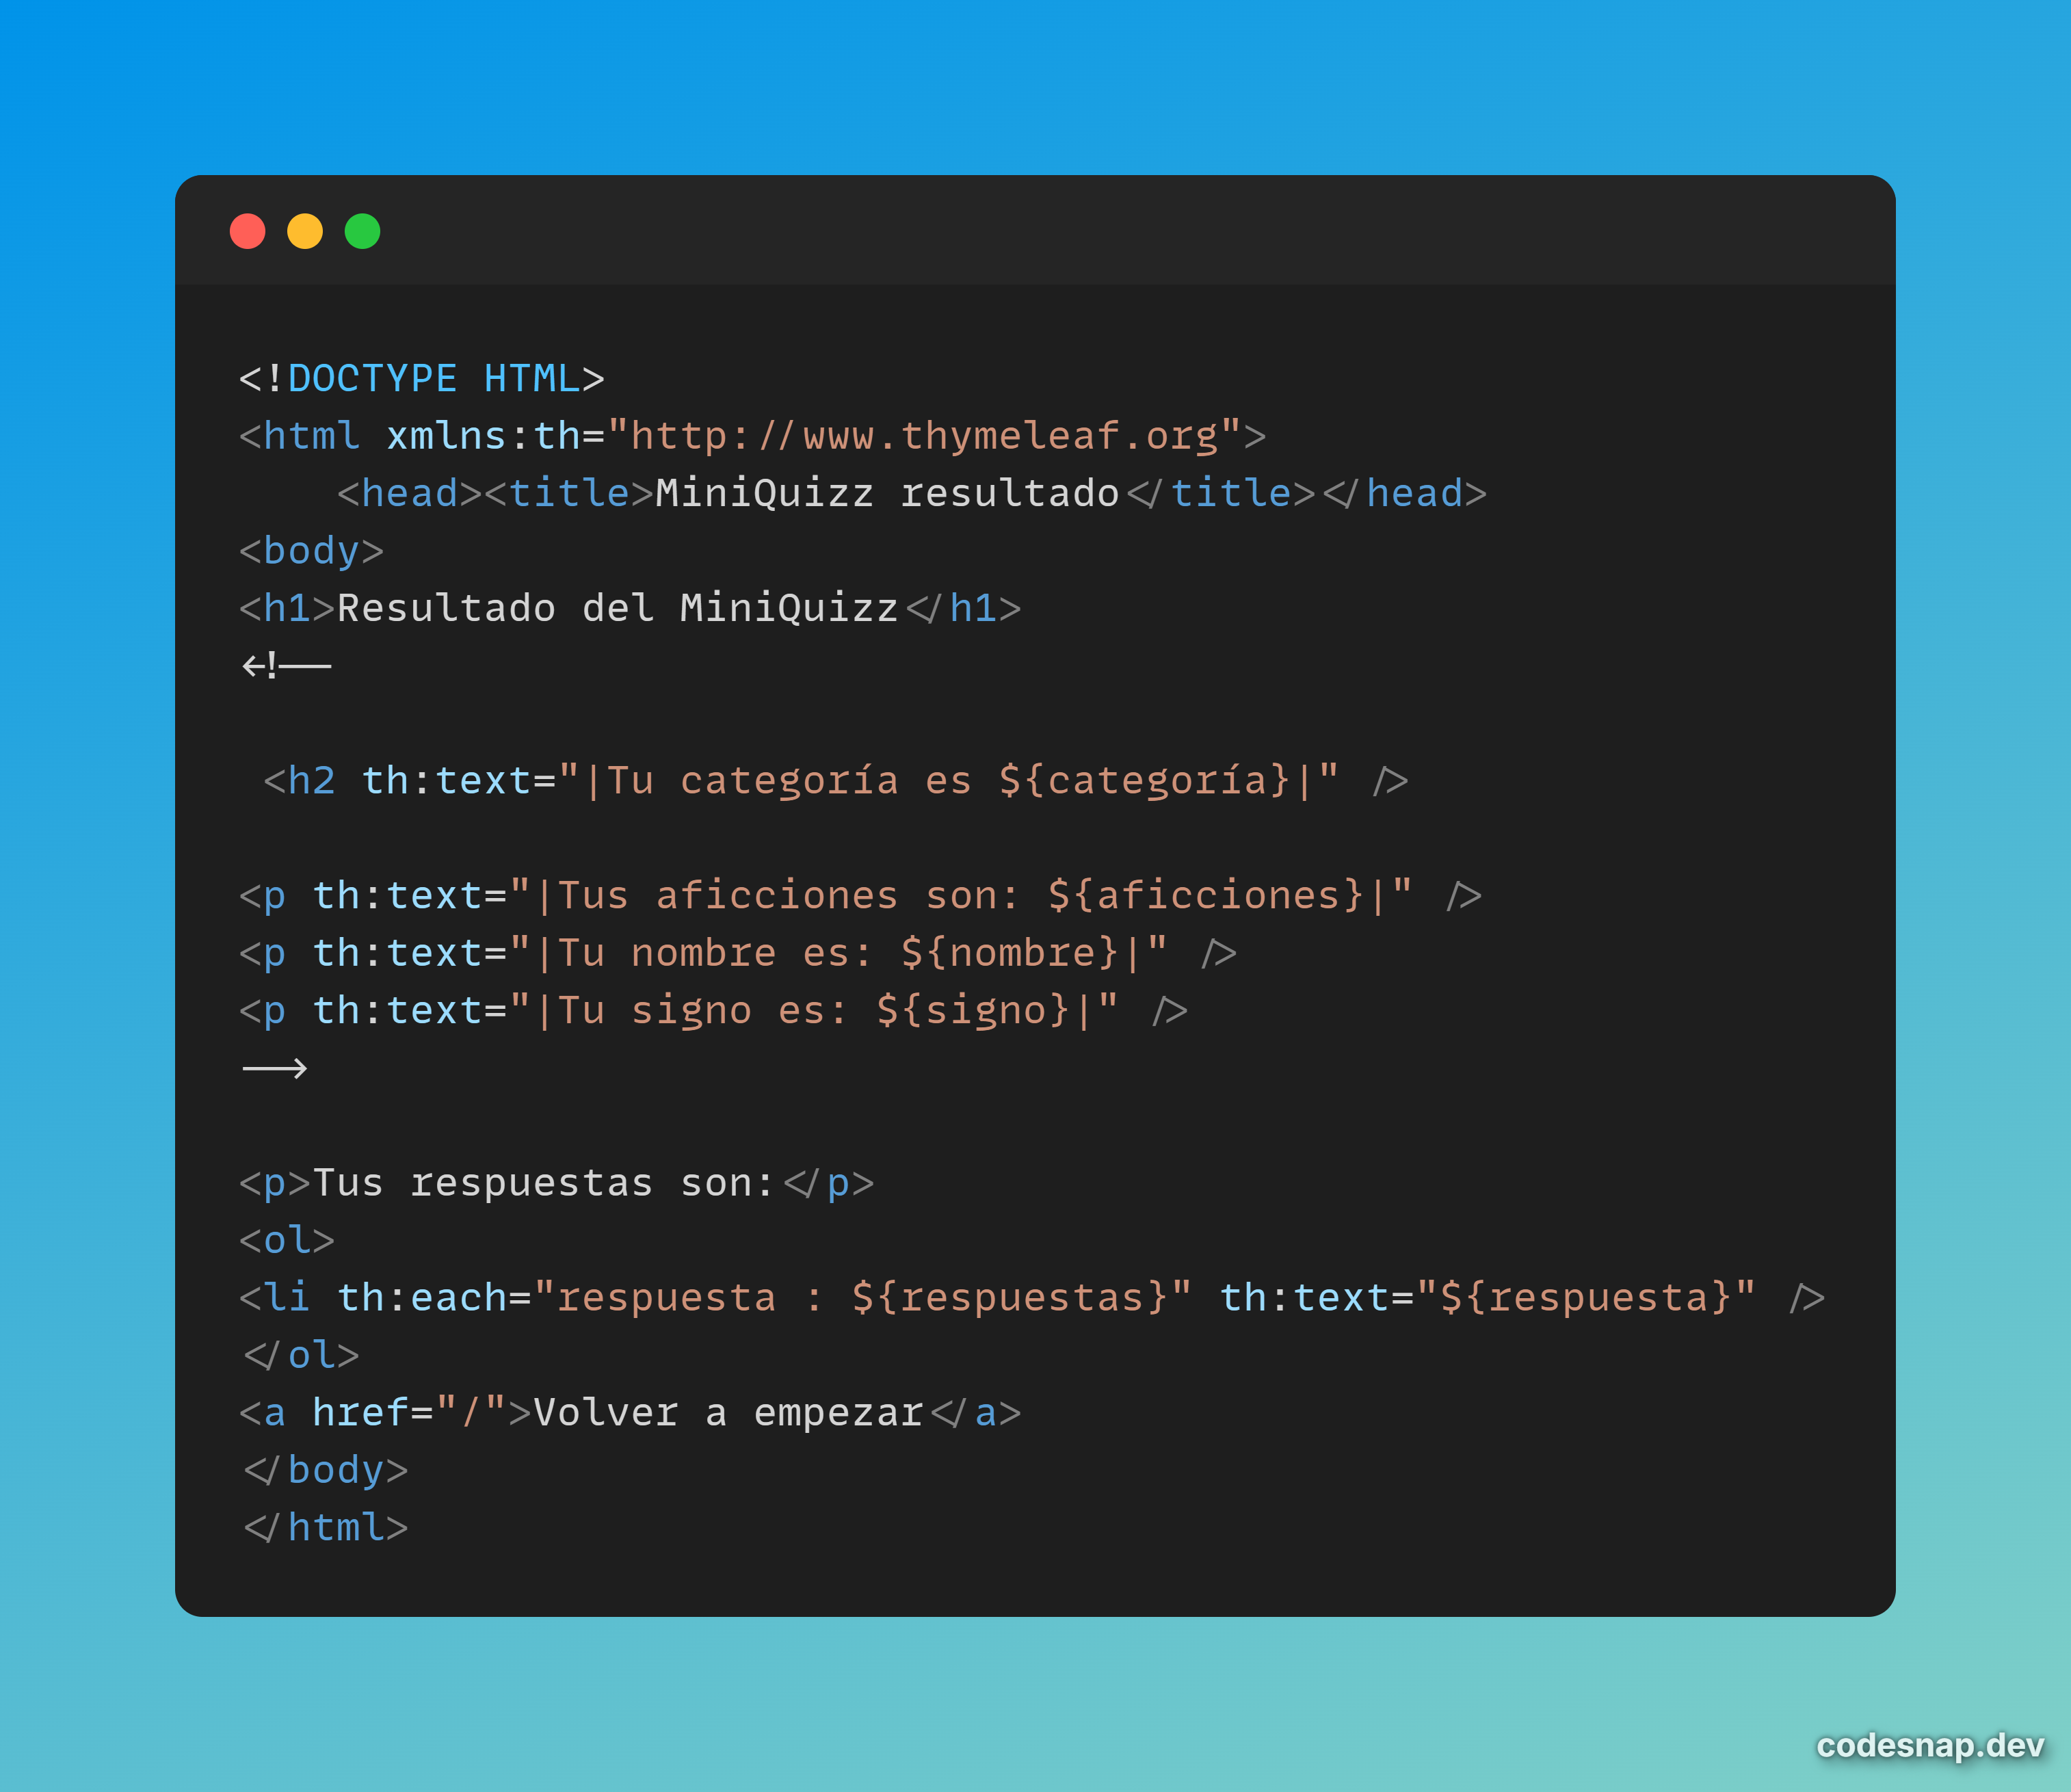 <!DOCTYPE HTML>
<html xmlns:th="http://www.thymeleaf.org">
    <head><title>MiniQuizz resultado</title></head>
<body>
<h1>Resultado del MiniQuizz</h1>
<!--
 <h2 th:text="|Tu categoría es ${categoría}|" />
<p th:text="|Tus aficciones son: ${aficciones}|" />
<p th:text="|Tu nombre es: ${nombre}|" />
<p th:text="|Tu signo es: ${signo}|" />
-->
<p>Tus respuestas son:</p>
<ol>
<li th:each="respuesta : ${respuestas}" th:text="${respuesta}" />
</ol>
<a href="/">Volver a empezar</a>
</body>
</html>
codesnap.dev